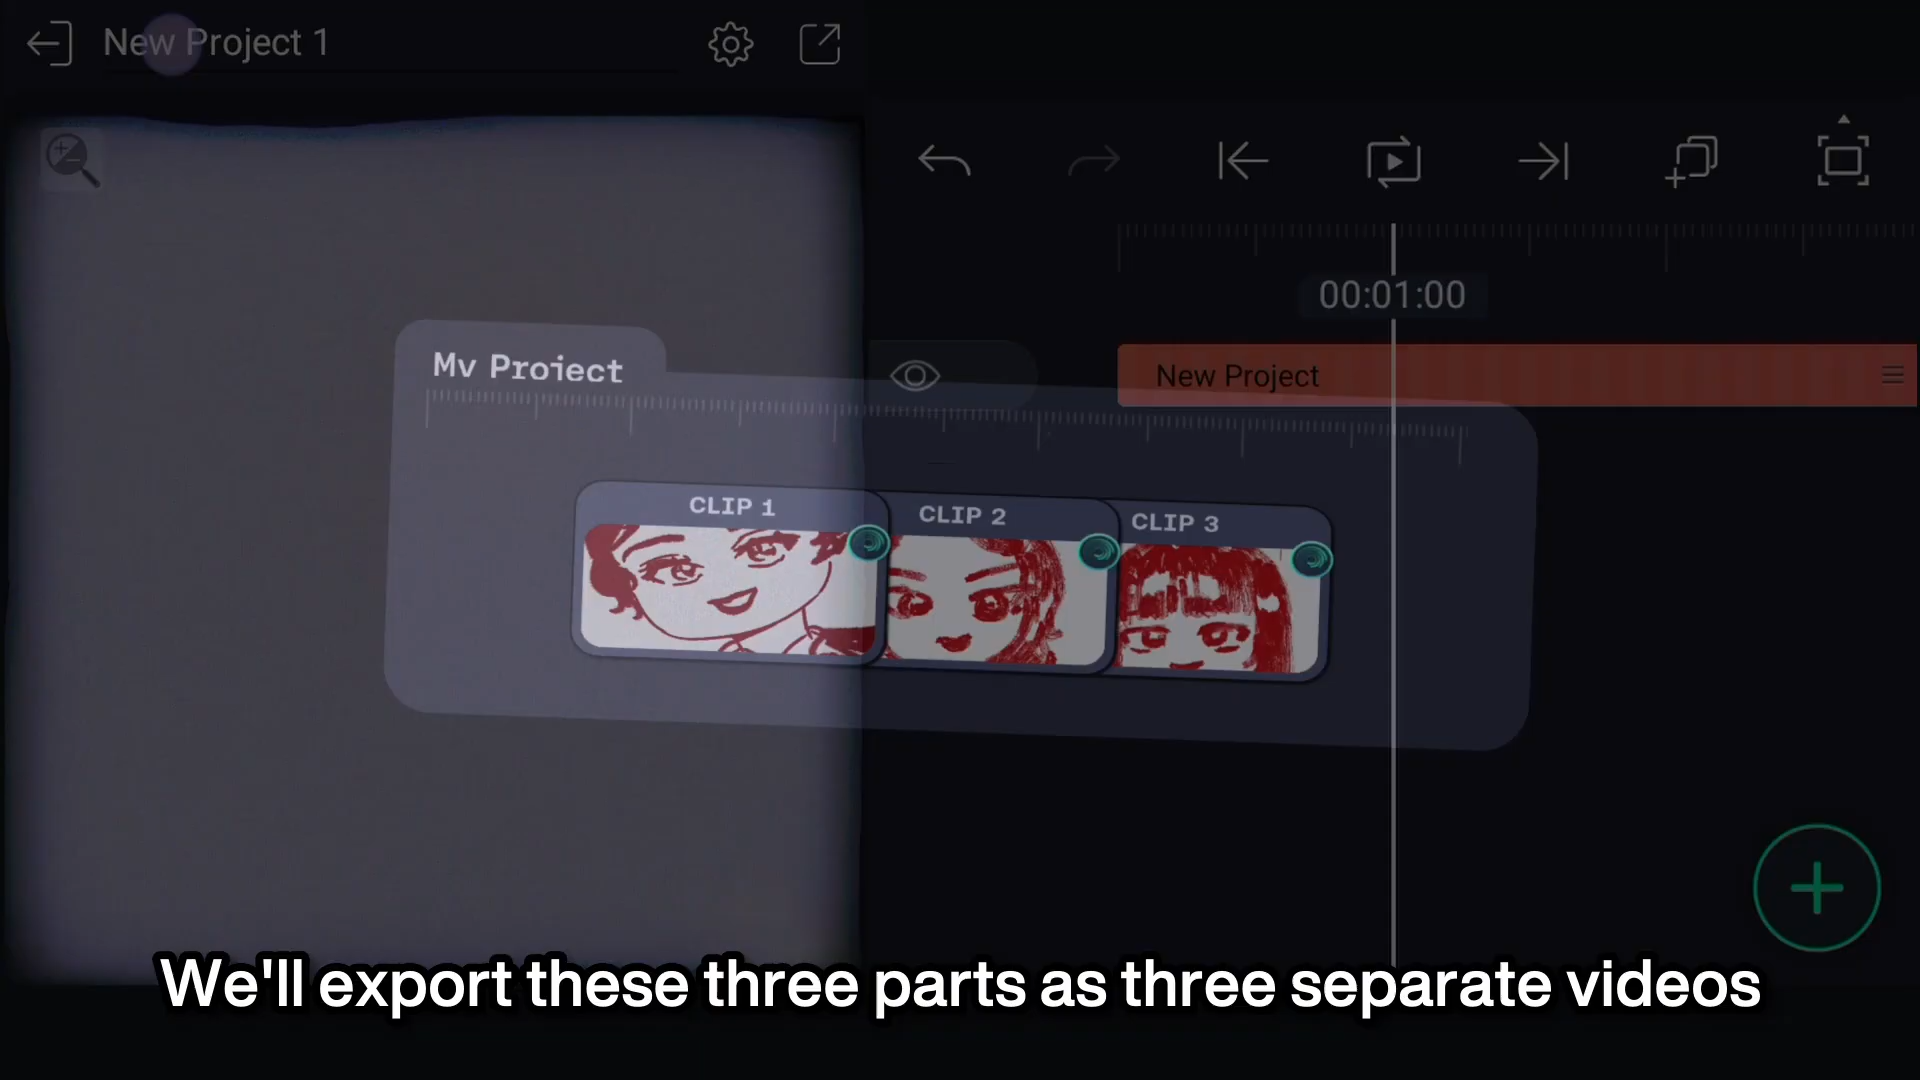 New Project 1
00:01:00
New Project
My Project
CLIP 1
CLIP 2
CLIP 3
We'll export these three parts as three separate videos